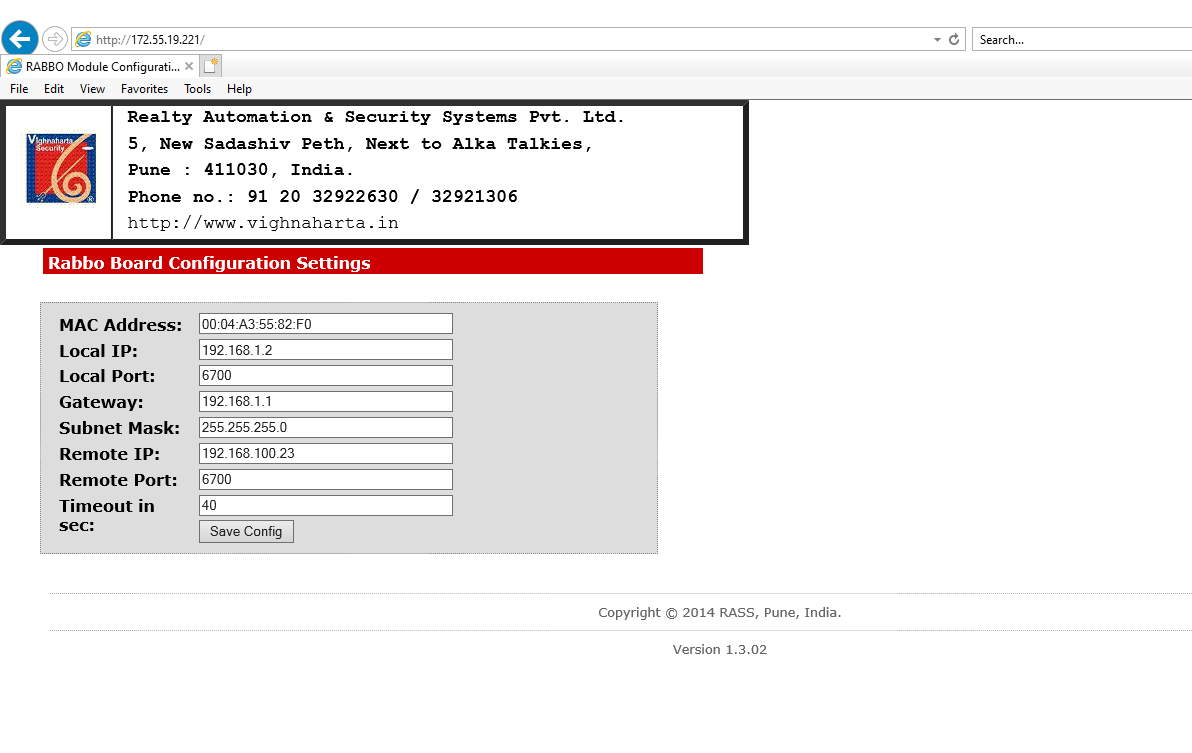 http://172.55.19.221/
Search...
RABBO Module Configurati...
File Edit View Favorites Tools Help
Vighnaharta
Security
Realty Automation & Security Systems Pvt. Ltd.
5, New Sadashiv Peth, Next to Alka Talkies,
Pune : 411030, India.
Phone no.: 91 20 32922630 / 32921306
http://www.vighnaharta.in
Rabbo Board Configuration Settings
MAC Address: 00:04:A3:55:82:F0
Local IP: 192.168.1.2
Local Port: 6700
Gateway: 192.168.1.1
Subnet Mask: 255.255.255.0
Remote IP: 192.168.100.23
Remote Port: 6700
Timeout in sec: 40
Save Config
Copyright © 2014 RASS, Pune, India.
Version 1.3.02